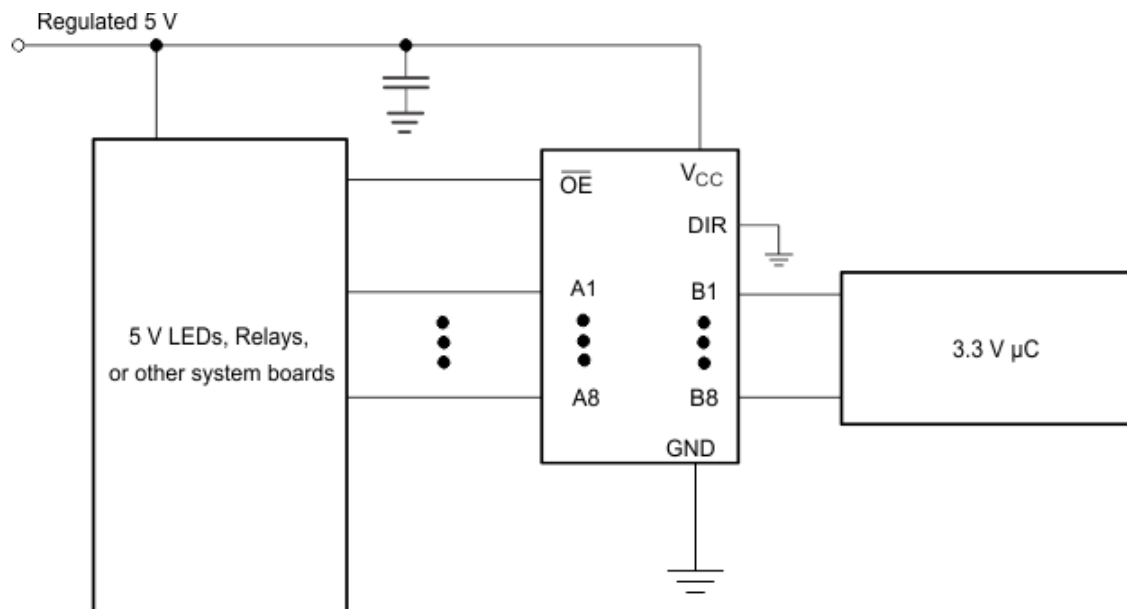 Regulated 5 V
OE
VCC
DIR
A1
B1
5 V LEDs, Relays,
or other system boards
3.3 V µC
A8
B8
GND